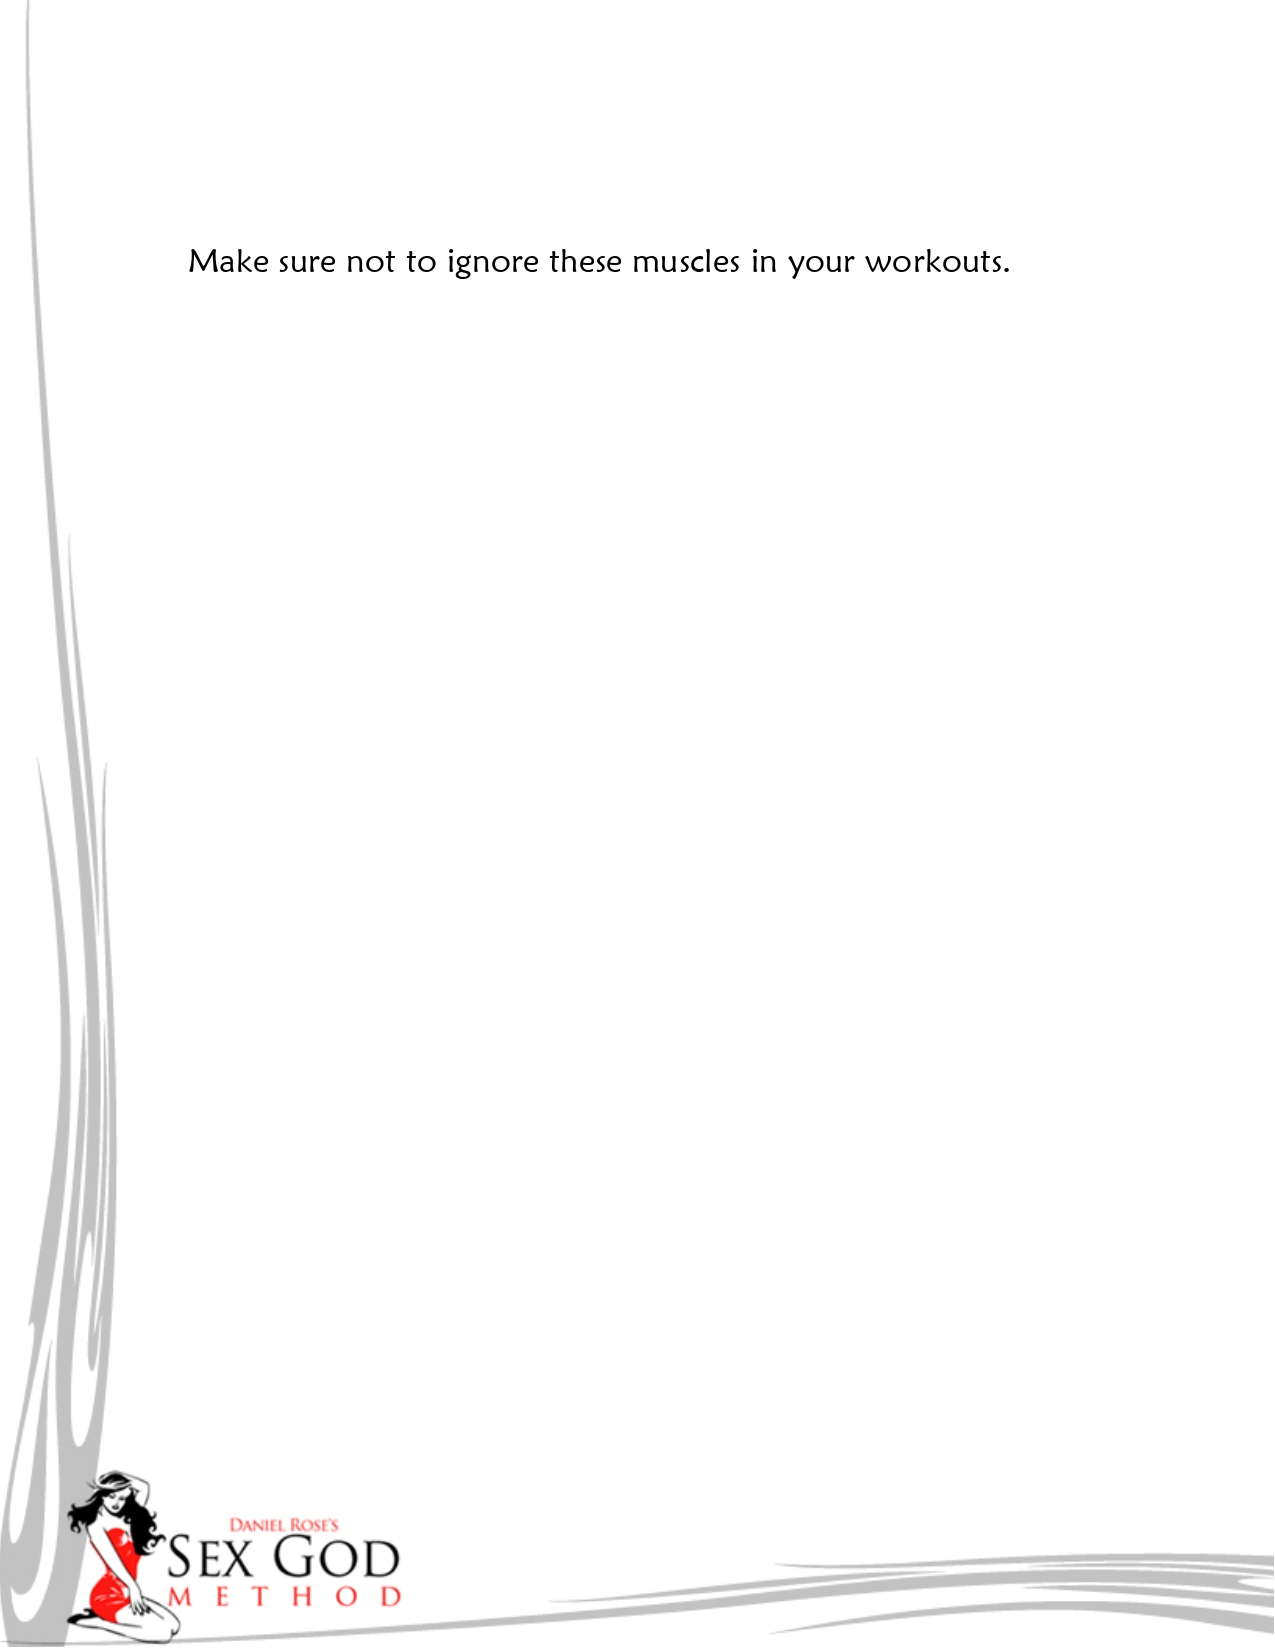 Make sure not to ignore these muscles in your workouts.
DANIEL ROSE'S
SEX GOD
METHOD